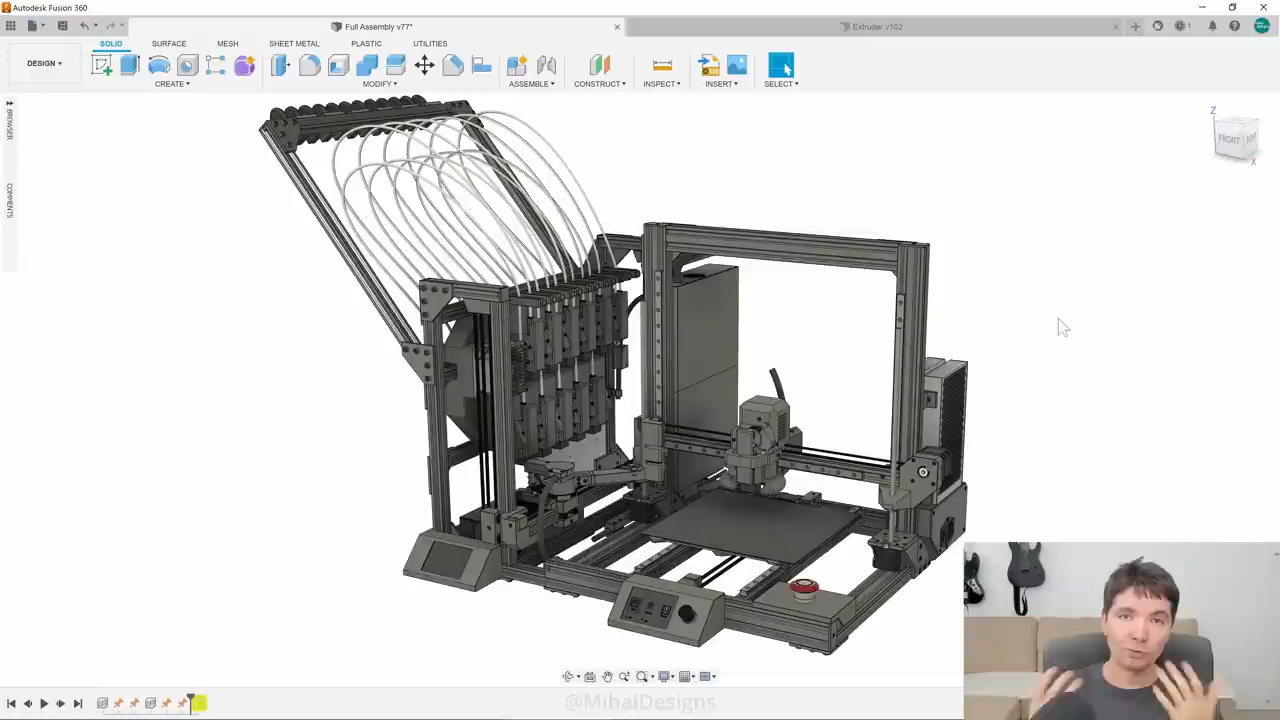 Autodesk Fusion 360
Full Assembly v77*
Extruder v102
1
DESIGN
SOLID
SURFACE
MESH
SHEET METAL
PLASTIC
UTILITIES
CREATE
MODIFY
ASSEMBLE
CONSTRUCT
INSPECT
INSERT
SELECT
BROWSER
COMMENTS
Z
FRONT
X
@MihaiDesigns